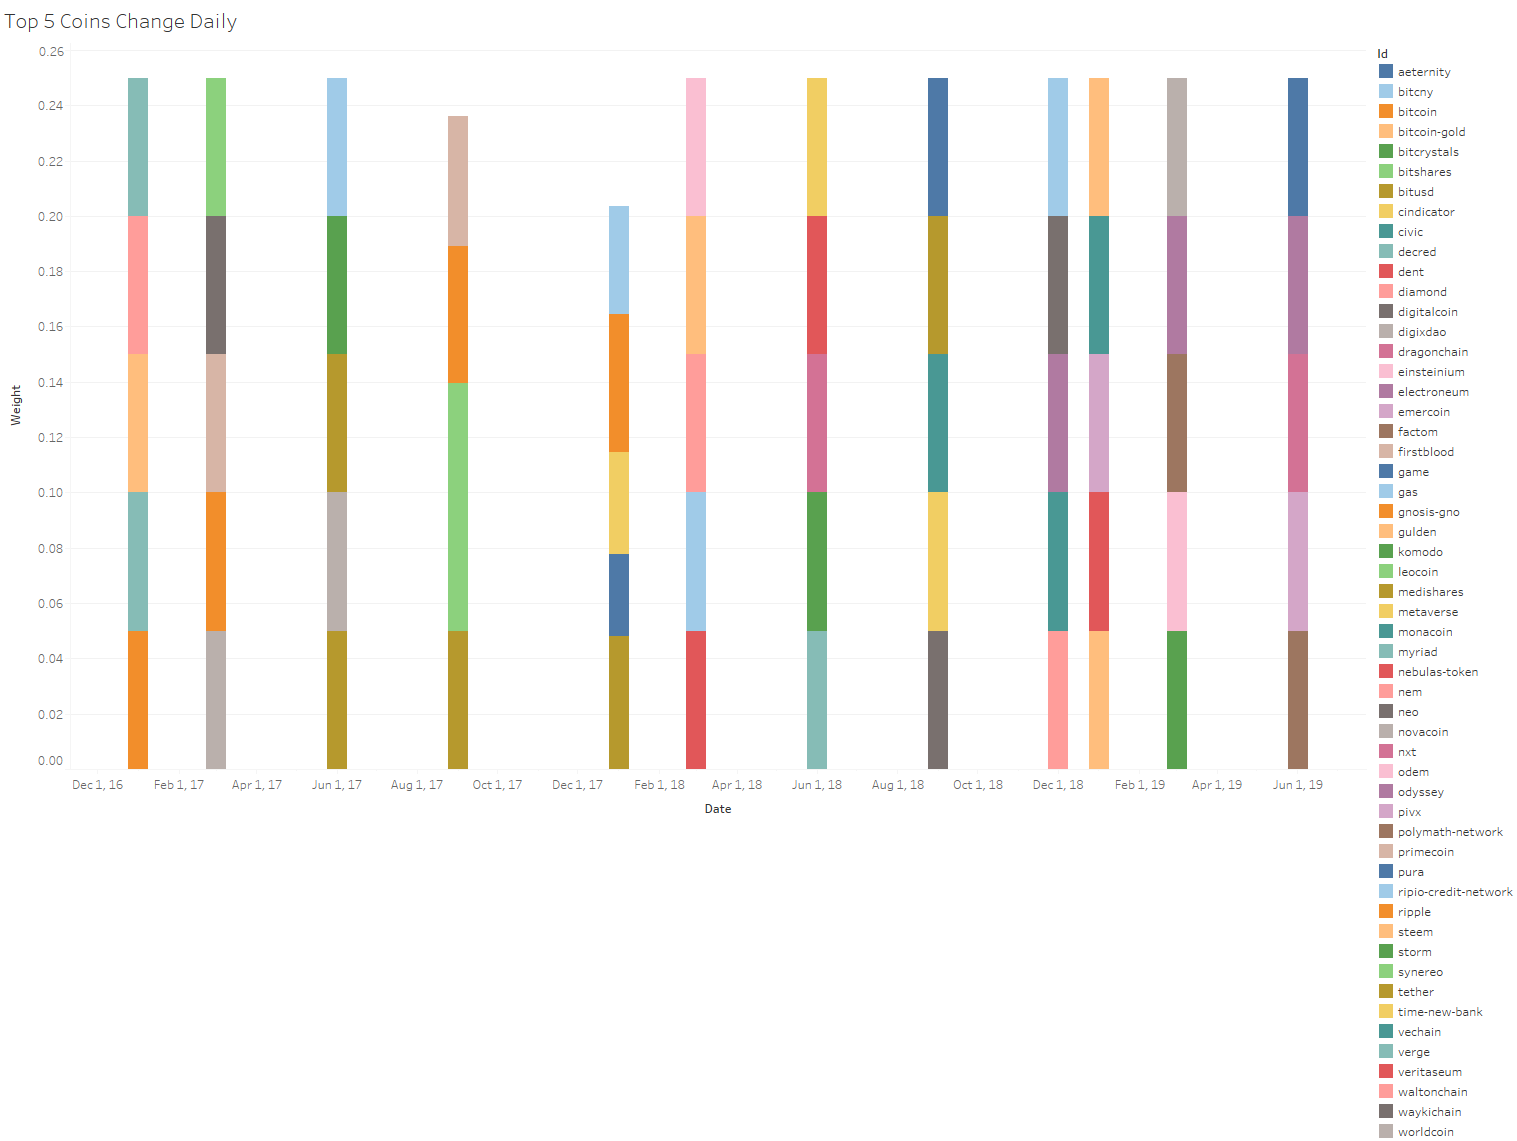 Top 5 Coins Change Daily
Id
0.26
0.24
0.22
0.20
0.18
0.16
0.14
0.12
0.10
0.08
0.06
0.04
0.02
0.00
Weight
Dec 1, 16 Feb 1, 17 Apr 1, 17 Jun 1, 17 Aug 1, 17 Oct 1, 17 Dec 1, 17 Feb 1, 18 Apr 1, 18 Jun 1, 18 Aug 1, 18 Oct 1, 18 Dec 1, 18 Feb 1, 19 Apr 1, 19 Jun 1, 19
Date
aeternity
bitcny
bitcoin
bitcoin-gold
bitcrystals
bitshares
bitusd
cindicator
civic
decred
dent
diamond
digitalcoin
digixdao
dragonchain
einsteinium
electroneum
emercoin
factom
firstblood
game
gas
gnosis-gno
gulden
komodo
leocoin
medishares
metaverse
monacoin
myriad
nebulas-token
nem
neo
novacoin
nxt
odem
odyssey
pivx
polymath-network
primecoin
pura
ripio-credit-network
ripple
steem
storm
synereo
tether
time-new-bank
vechain
verge
veritaseum
waltonchain
waykichain
worldcoin